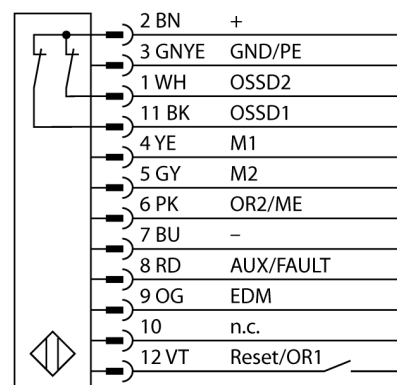 2 BN +
3 GNYE GND/PE
1 WH OSSD2
11 BK OSSD1
4 YE M1
5 GY M2
6 PK OR2/ME
7 BU –
8 RD AUX/FAULT
9 OG EDM
10 n.c.
12 VT Reset/OR1